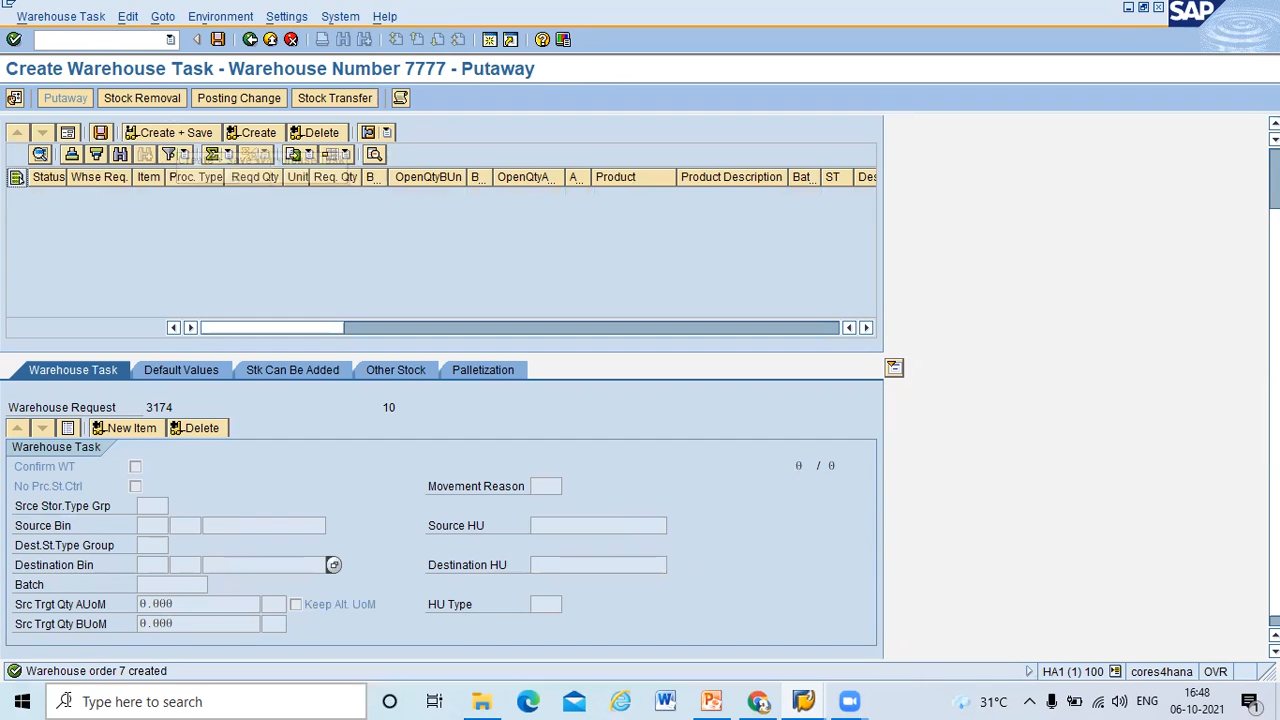 Warehouse Task Edit Goto Environment Settings System Help
SAP
Create Warehouse Task - Warehouse Number 7777 - Putaway
Putaway Stock Removal Posting Change Stock Transfer
Create + Save Create Delete
Status Whse Req. Item Proc. Type Reqd Qty Unit Req. Qty B... OpenQtyBUn B... OpenQtyA... A... Product Product Description Bat... ST Des
Warehouse Task Default Values Stk Can Be Added Other Stock Palletization
Warehouse Request 3174 10
New Item Delete
Warehouse Task
Confirm WT 0 / 0
No Prc.St.Ctrl Movement Reason
Srce Stor.Type Grp
Source Bin Source HU
Dest.St.Type Group
Destination Bin Destination HU
Batch
Src Trgt Qty AUoM 0.000 Keep Alt. UoM HU Type
Src Trgt Qty BUoM 0.000
Warehouse order 7 created HA1 (1) 100 cores4hana OVR
Type here to search 31°C ENG 16:48
06-10-2021 1